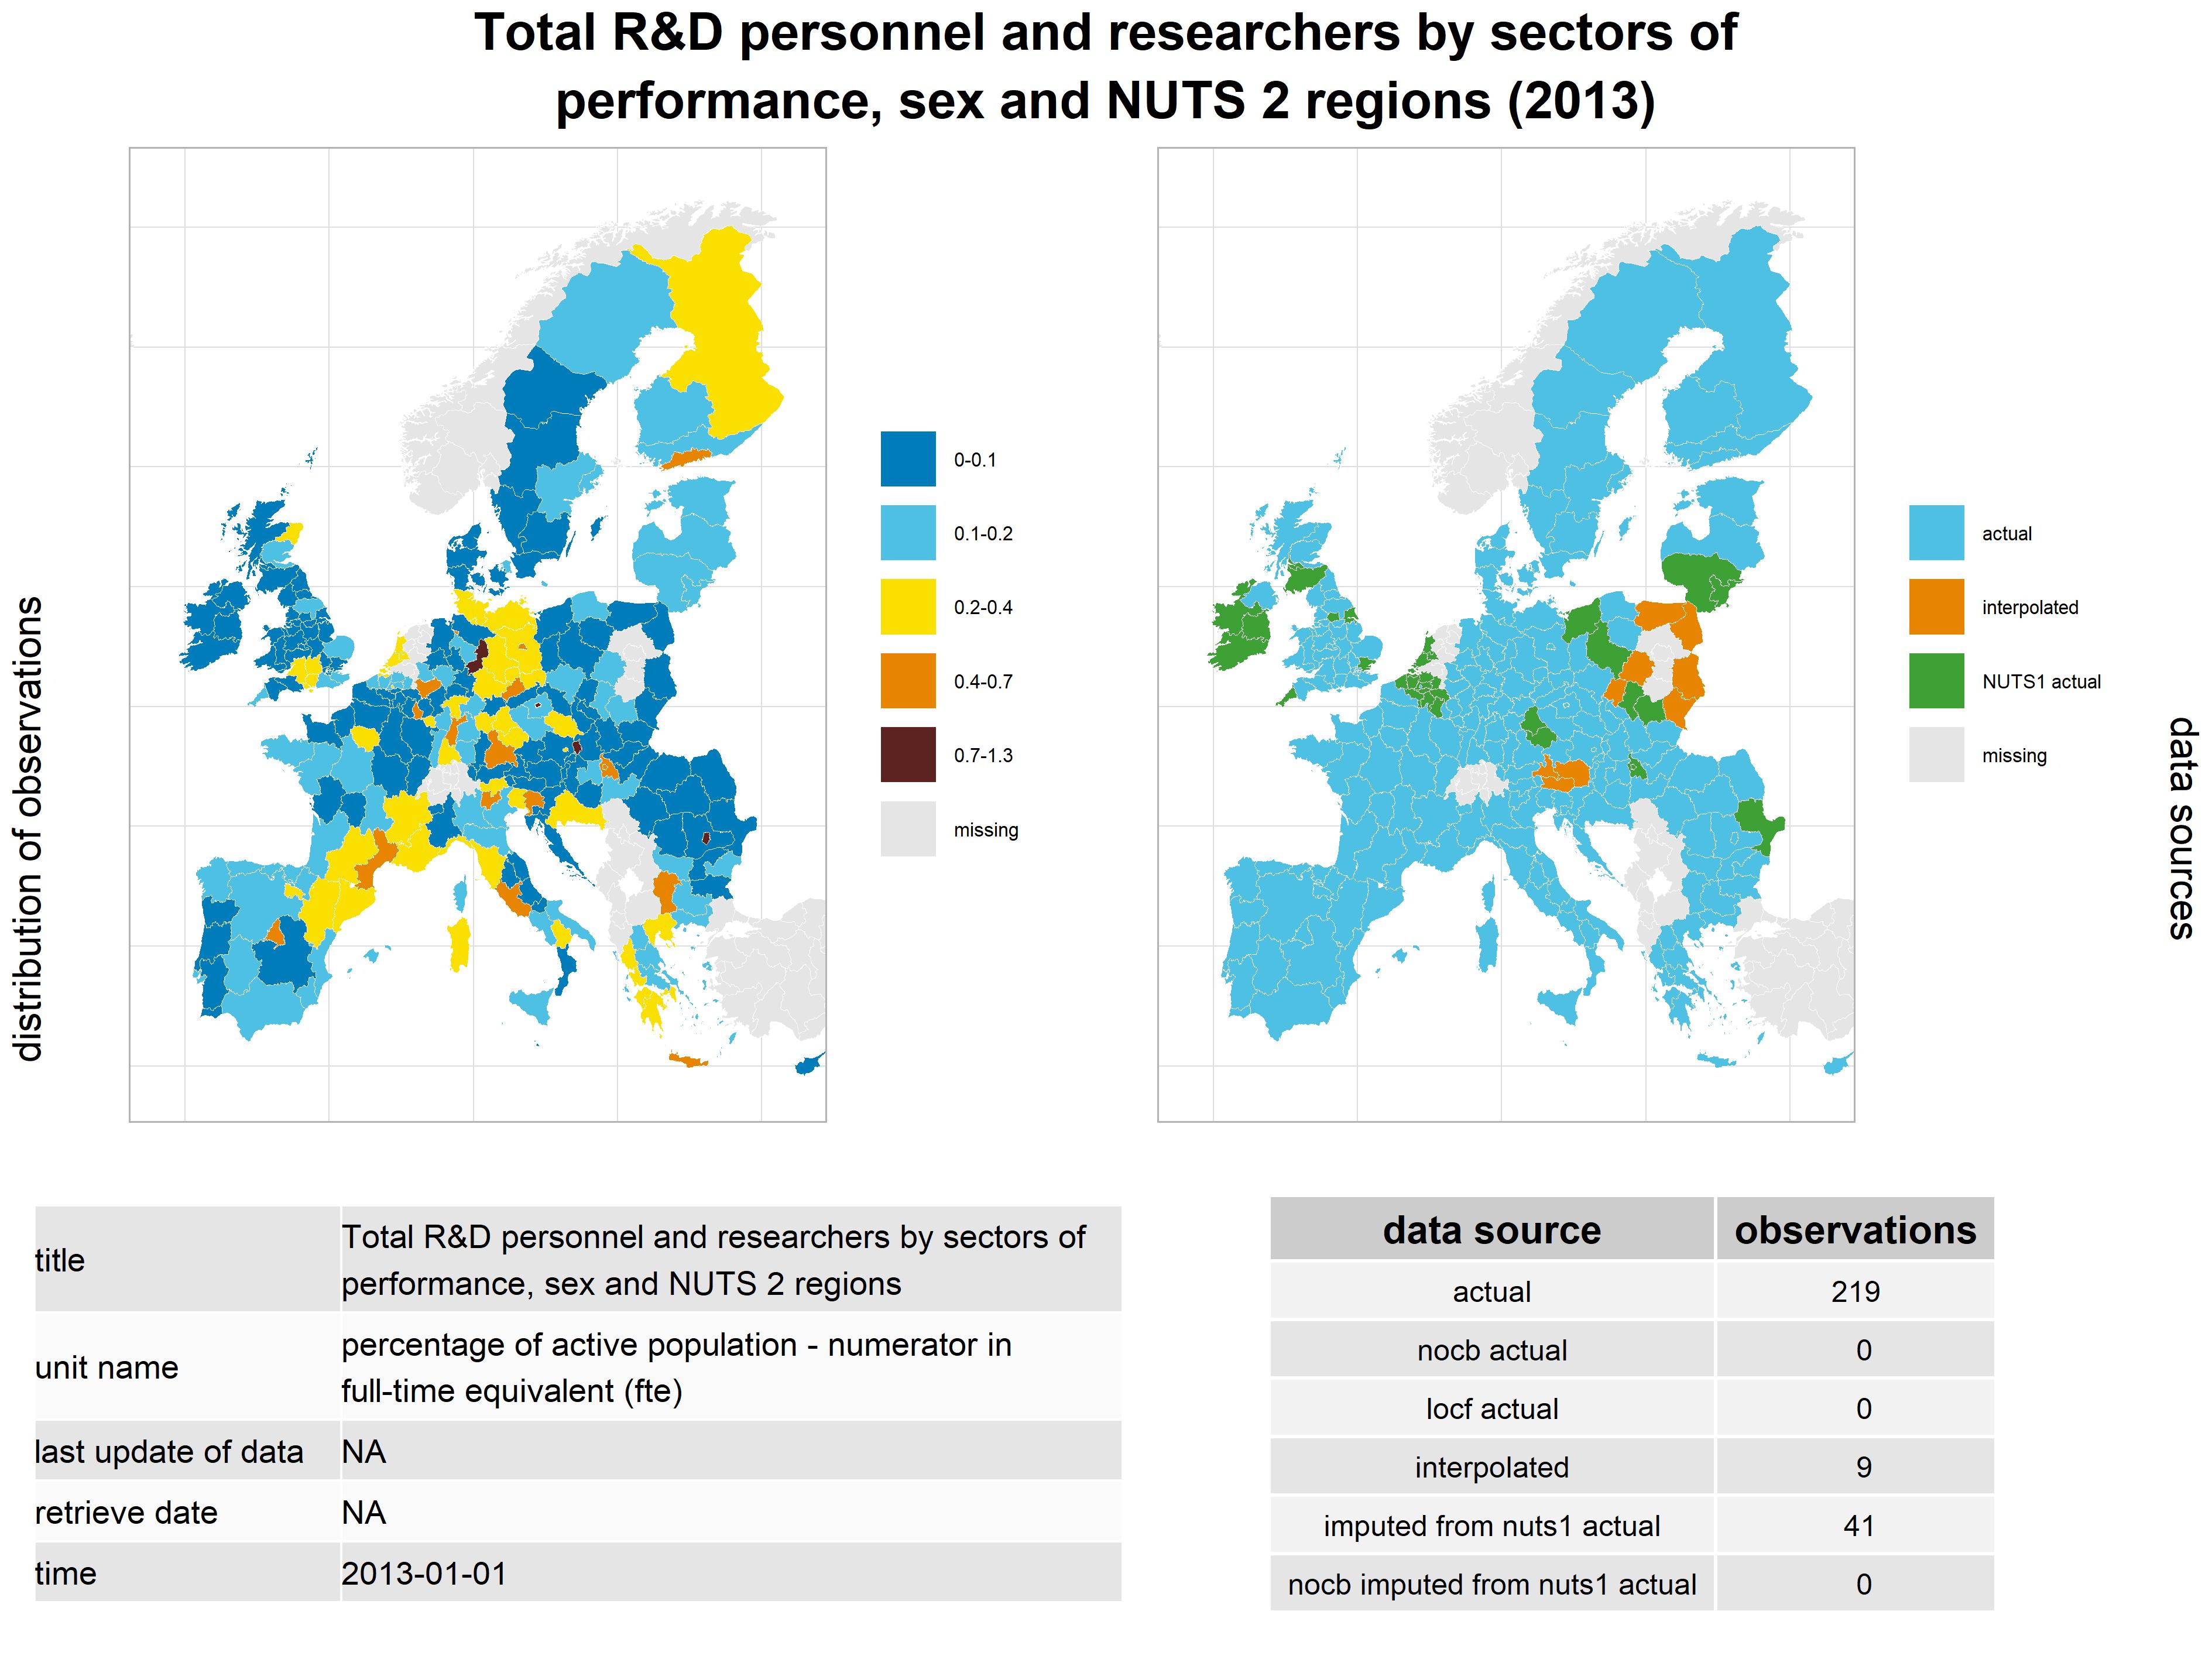 Total R&D personnel and researchers by sectors of
performance, sex and NUTS 2 regions (2013)
distribution of observations
0-0.1
0.1-0.2
0.2-0.4
0.4-0.7
0.7-1.3
missing
actual
interpolated
NUTS1 actual
missing
data sources
title
Total R&D personnel and researchers by sectors of
performance, sex and NUTS 2 regions
unit name
percentage of active population - numerator in
full-time equivalent (fte)
last update of data NA
retrieve date NA
time 2013-01-01
data source observations
actual 219
nocb actual 0
locf actual 0
interpolated 9
imputed from nuts1 actual 41
nocb imputed from nuts1 actual 0